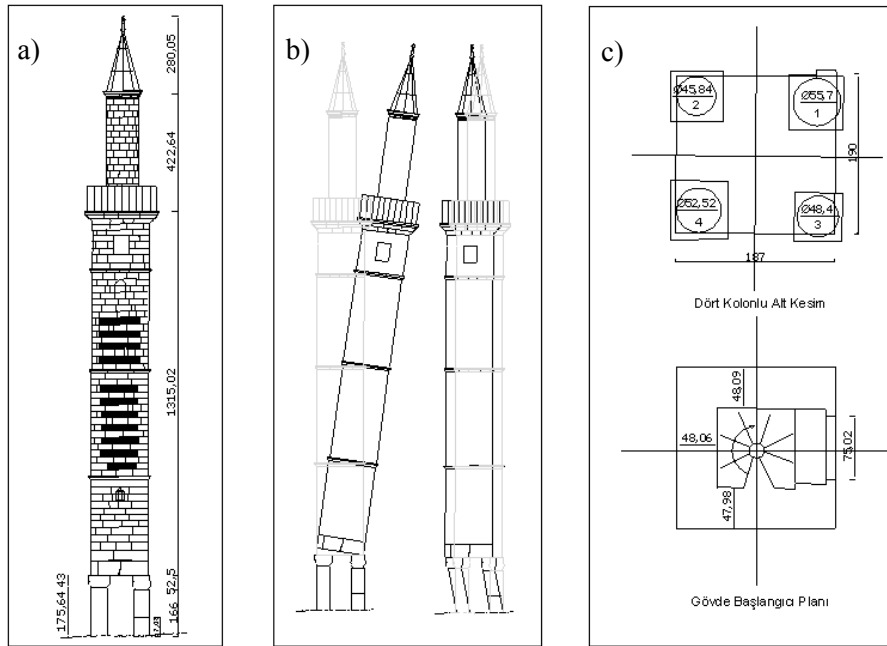 a)
280,05
422,64
1315,02
52,5
166
175,64 43
b)
c)
Ø45,84
2
Ø55,7
1
190
Ø52,52
4
Ø48,4
3
187
Dört Kolonlu Alt Kesim
48,09
48,06
75,02
47,98
Gövde Başlangıcı Planı